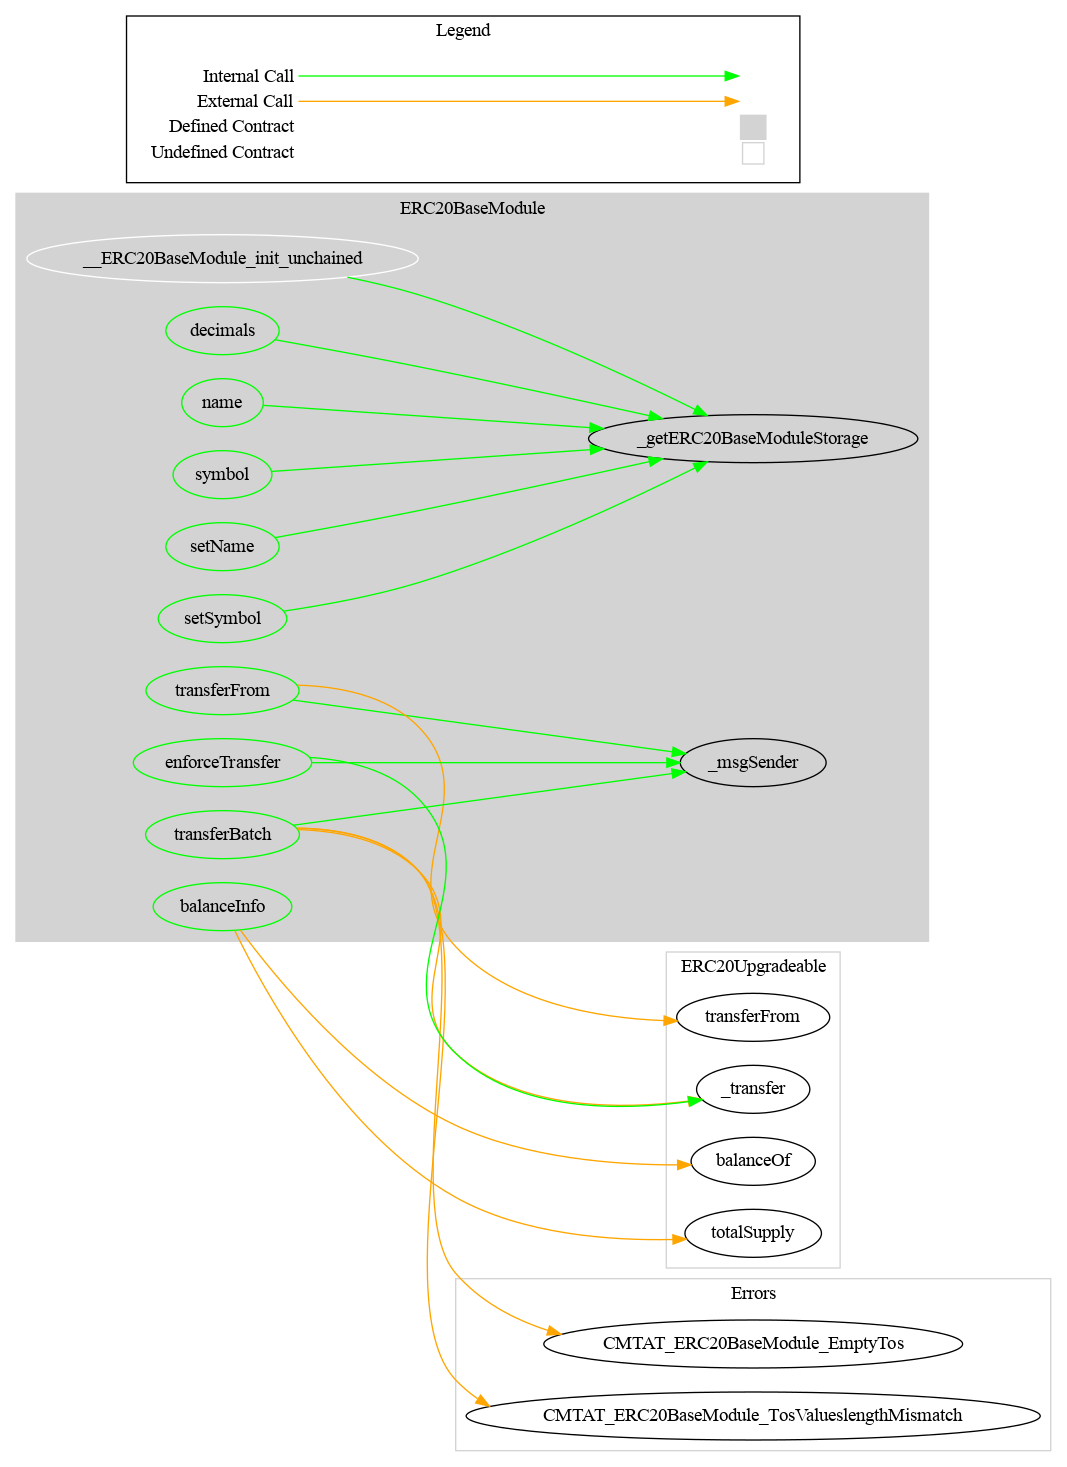 Legend
Internal Call
External Call
Defined Contract
Undefined Contract
ERC20BaseModule
__ERC20BaseModule_init_unchained
decimals
name
_getERC20BaseModuleStorage
symbol
setName
setSymbol
transferFrom
enforceTransfer
_msgSender
transferBatch
balanceInfo
ERC20Upgradeable
transferFrom
_transfer
balanceOf
totalSupply
Errors
CMTAT_ERC20BaseModule_EmptyTos
CMTAT_ERC20BaseModule_TosValueslengthMismatch